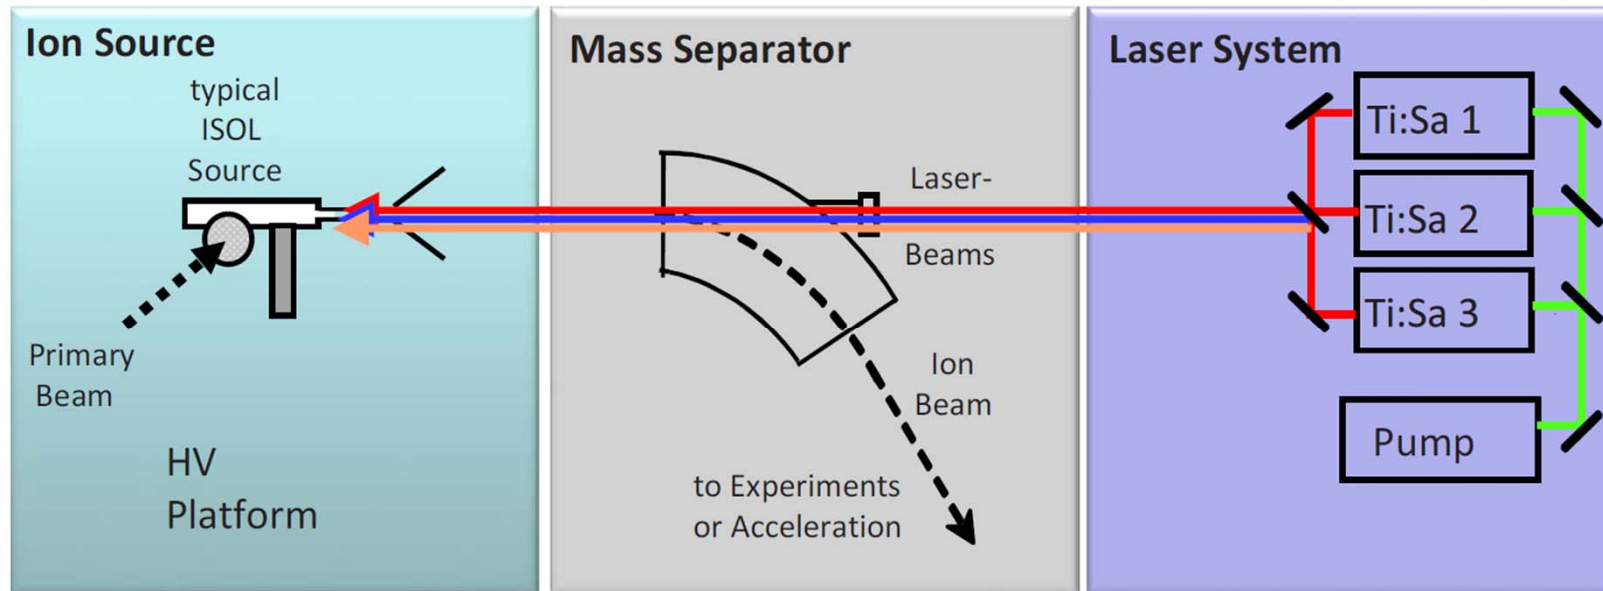 Ion Source
typical
ISOL
Source
Primary
Beam
HV
Platform
Mass Separator
Laser-
Beams
Ion
Beam
to Experiments
or Acceleration
Laser System
Ti:Sa 1
Ti:Sa 2
Ti:Sa 3
Pump